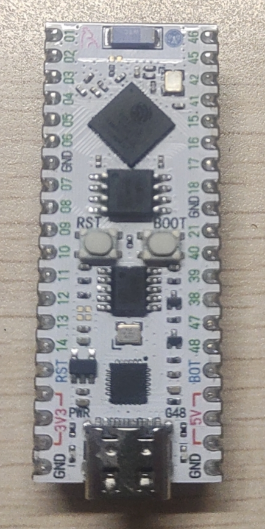 01 46
02 45
03 42
04 41
05 15
06 16
GND 17
07 18
08 GND
09 21
RST BOOT
10 40
11 39
12 38
13 47
14 48
RST BOT
PWR G48
3V3 5V
GND GND